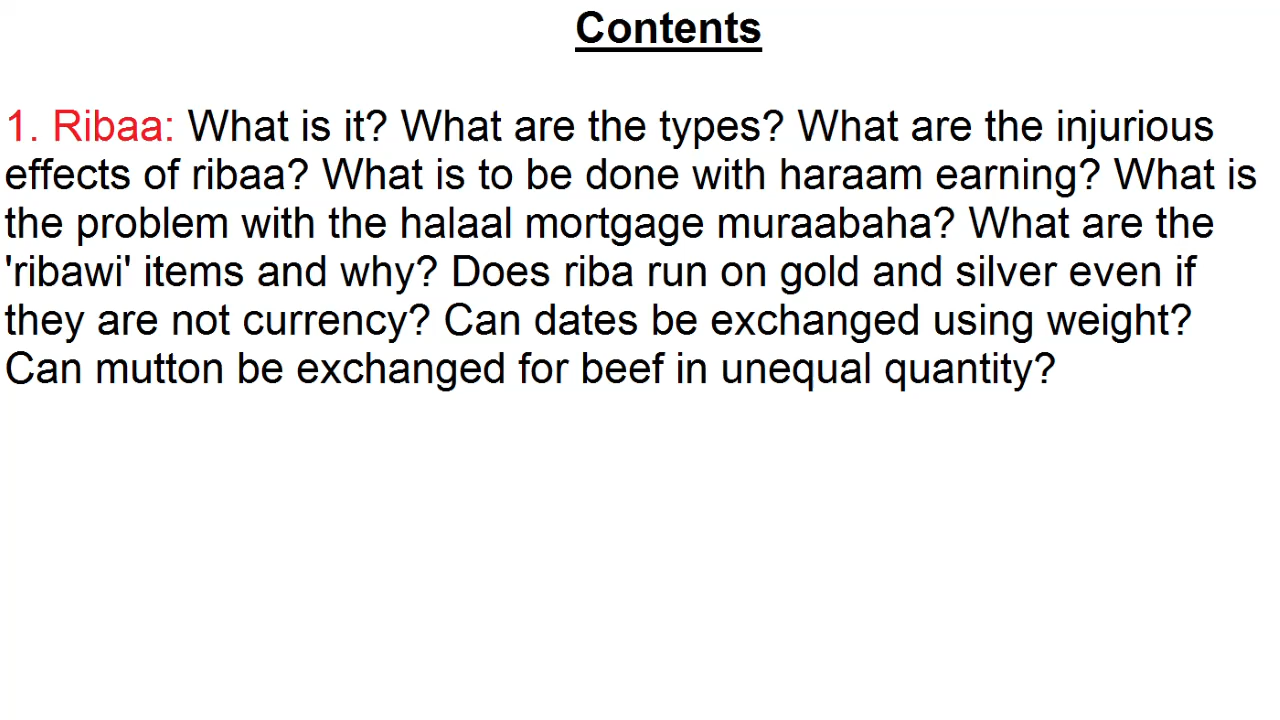 Contents
1. Ribaa: What is it? What are the types? What are the injurious
effects of ribaa? What is to be done with haraam earning? What is
the problem with the halaal mortgage muraabaha? What are the
'ribawi' items and why? Does riba run on gold and silver even if
they are not currency? Can dates be exchanged using weight?
Can mutton be exchanged for beef in unequal quantity?